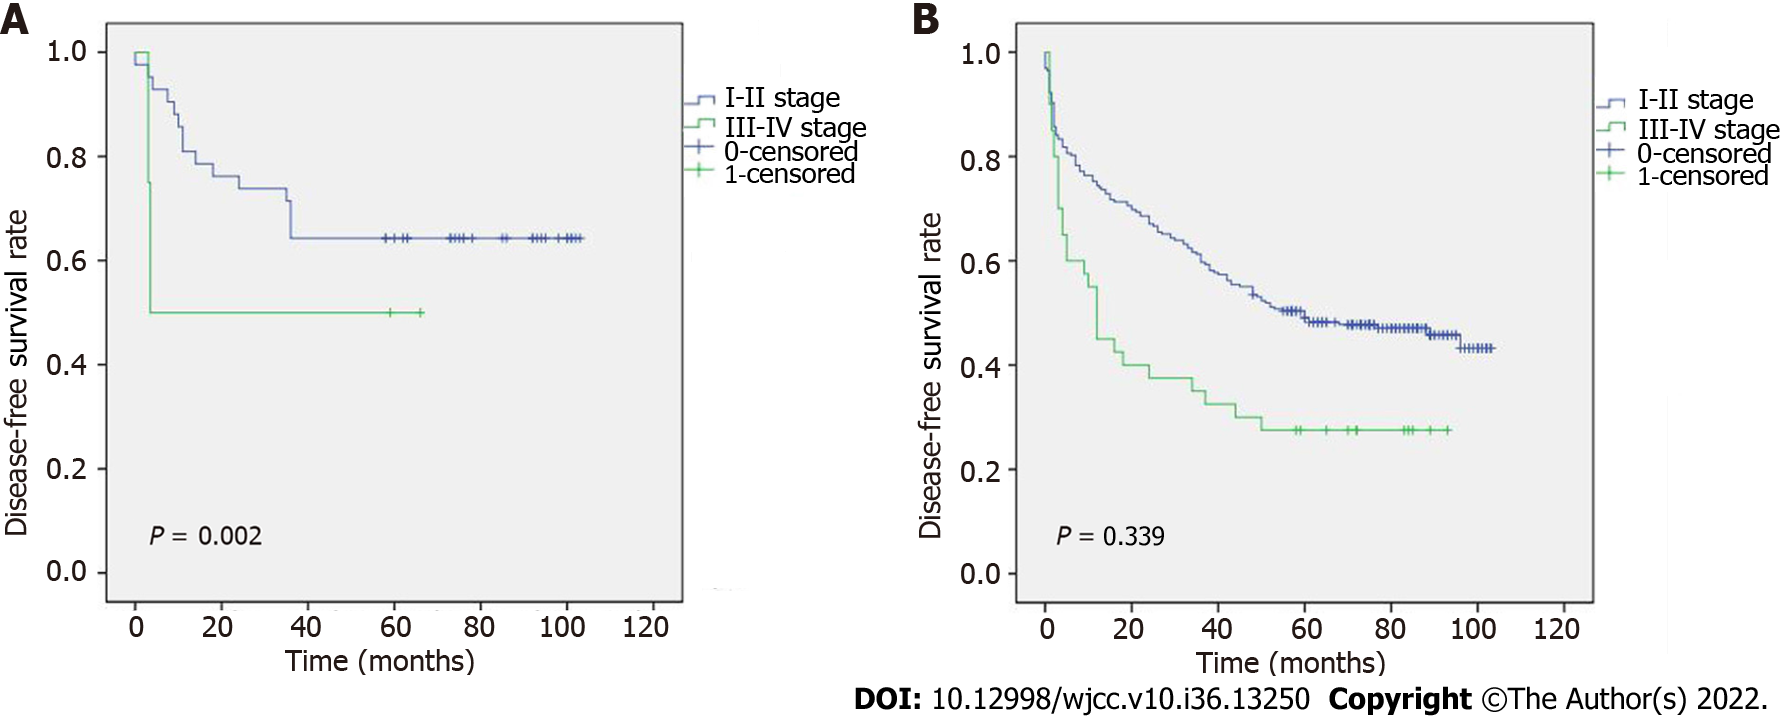 A
Disease-free survival rate
1.0
0.8
0.6
0.4
0.2
0.0
P = 0.002
0 20 40 60 80 100 120
Time (months)
I-II stage
III-IV stage
0-censored
1-censored
B
Disease-free survival rate
1.0
0.8
0.6
0.4
0.2
0.0
P = 0.339
0 20 40 60 80 100 120
Time (months)
I-II stage
III-IV stage
0-censored
1-censored
DOI: 10.12998/wjcc.v10.i36.13250 Copyright ©The Author(s) 2022.